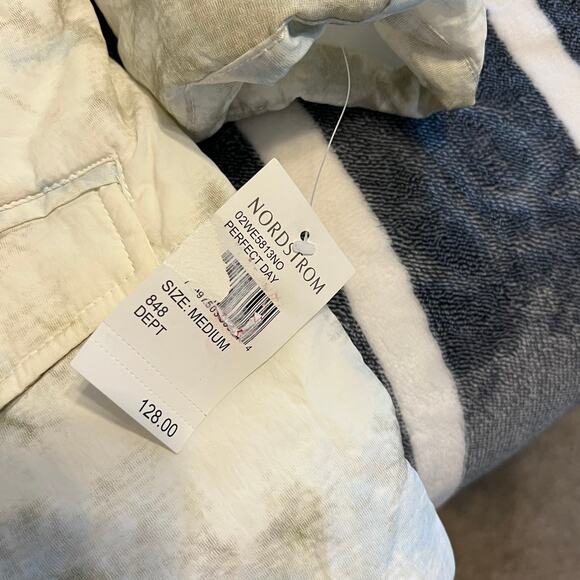 NORDSTROM
02WE5813NO
PERFECT DAY
SIZE: MEDIUM
848
DEPT
128.00